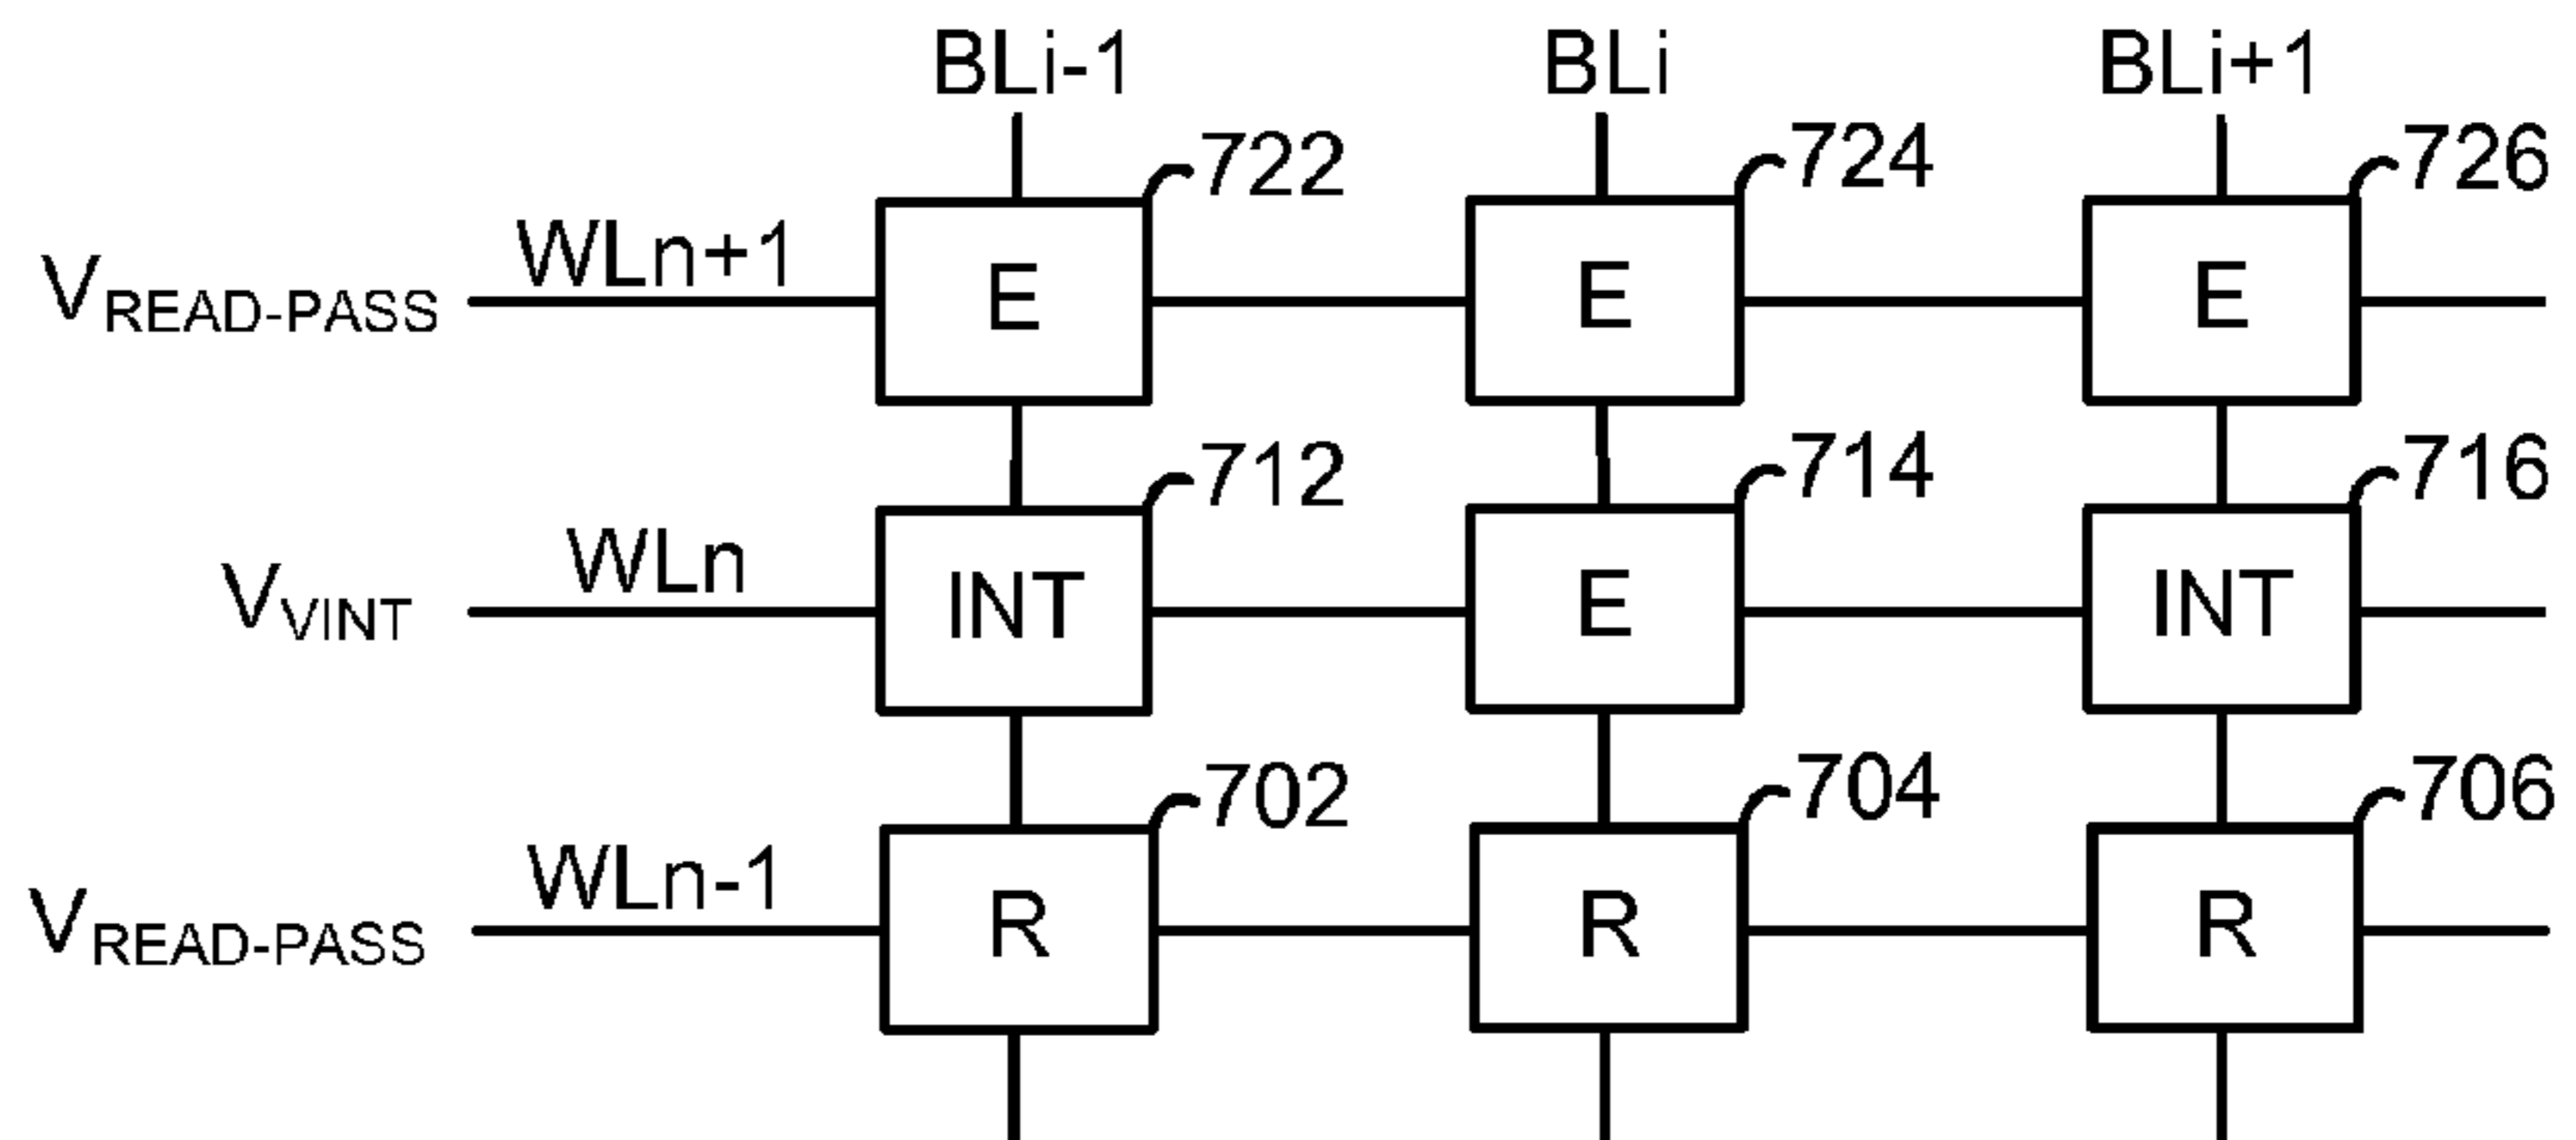 BLi-1 BLi BLi+1
722 724 726
WLn+1
VREAD-PASS E E E
712 714 716
WLn
VVINT INT E INT
702 704 706
WLn-1
VREAD-PASS R R R